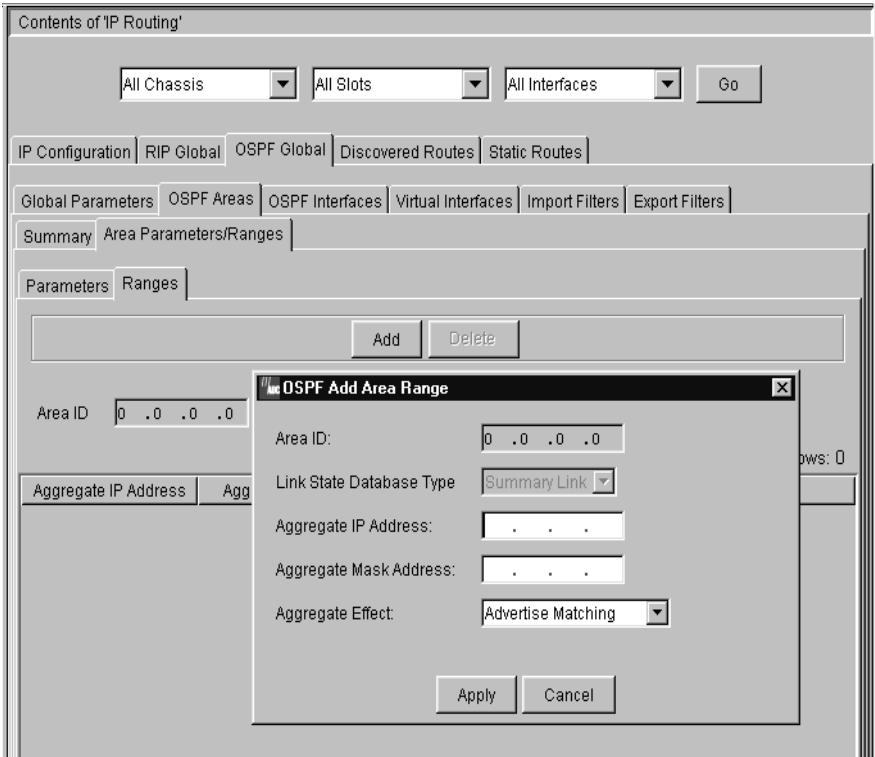 Contents of 'IP Routing'
All Chassis All Slots All Interfaces Go
IP Configuration RIP Global OSPF Global Discovered Routes Static Routes
Global Parameters OSPF Areas OSPF Interfaces Virtual Interfaces Import Filters Export Filters
Summary Area Parameters/Ranges
Parameters Ranges
Add Delete
Area ID 0 .0 .0 .0
ows: 0
Aggregate IP Address Agg
OSPF Add Area Range
Area ID: 0 .0 .0 .0
Link State Database Type Summary Link
Aggregate IP Address: . . .
Aggregate Mask Address: . . .
Aggregate Effect: Advertise Matching
Apply Cancel